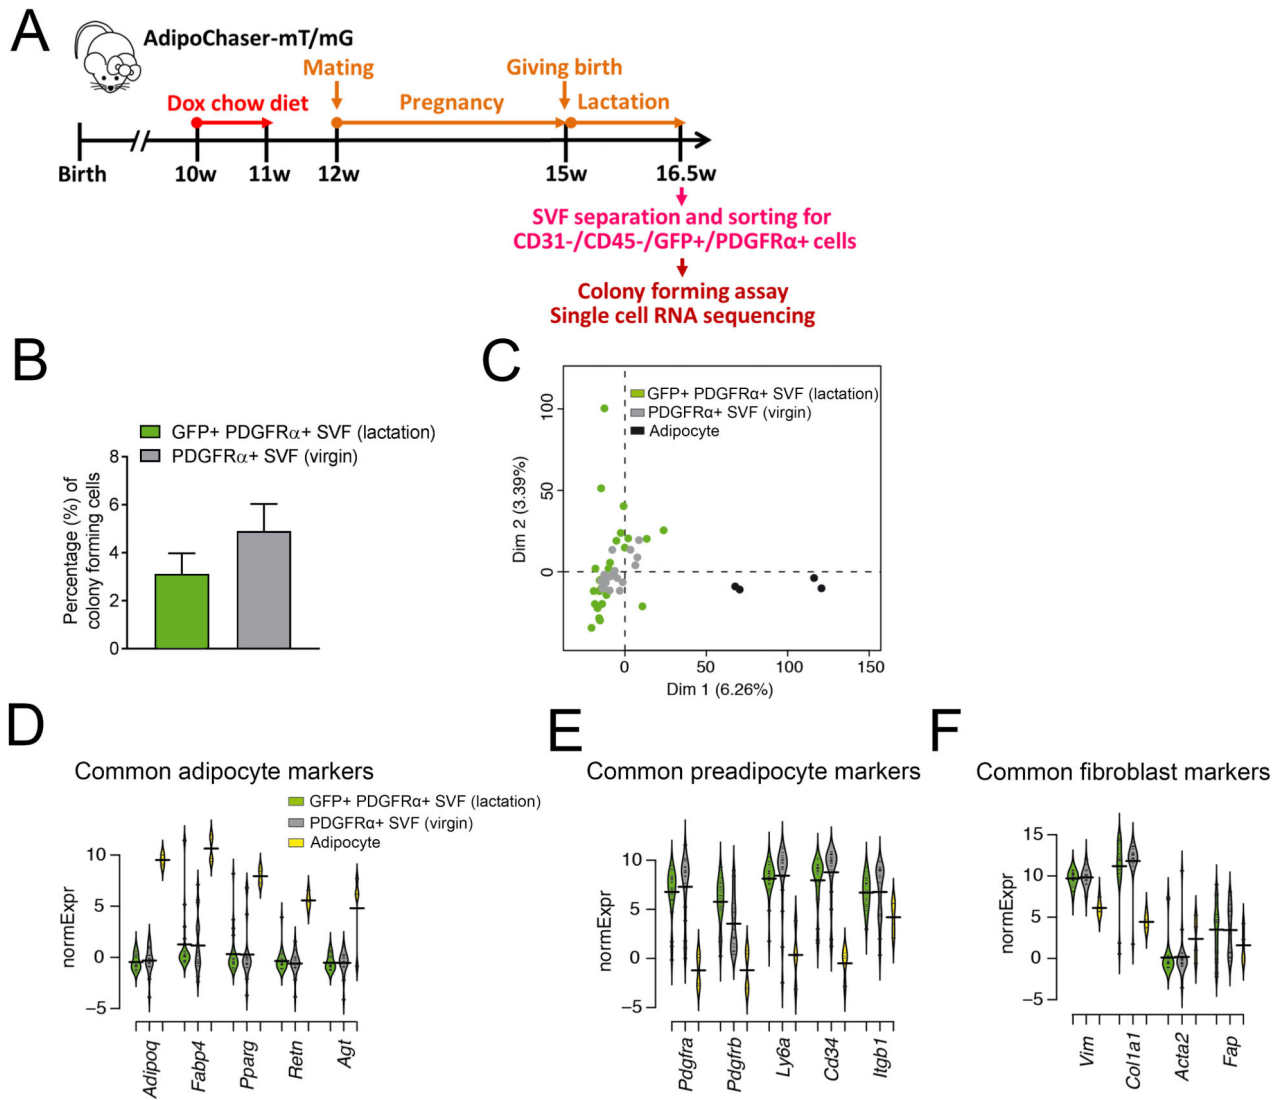 A
AdipoChaser-mT/mG
Mating
Giving birth
Dox chow diet
Pregnancy
Lactation
Birth
10w
11w
12w
15w
16.5w
SVF separation and sorting for
CD31-/CD45-/GFP+/PDGFRα+ cells
Colony forming assay
Single cell RNA sequencing
B
GFP+ PDGFRα+ SVF (lactation)
PDGFRα+ SVF (virgin)
Percentage (%) of
colony forming cells
8
6
4
2
0
C
GFP+ PDGFRα+ SVF (lactation)
PDGFRα+ SVF (virgin)
Adipocyte
Dim 2 (3.39%)
100
50
0
0
50
100
150
Dim 1 (6.26%)
D
Common adipocyte markers
GFP+ PDGFRα+ SVF (lactation)
PDGFRα+ SVF (virgin)
Adipocyte
normExpr
10
5
0
−5
Adipoq
Fabp4
Pparg
Retn
Agt
E
Common preadipocyte markers
normExpr
10
5
0
−5
Pdgfra
Pdgfrb
Ly6a
Cd34
Itgb1
F
Common fibroblast markers
normExpr
15
10
5
0
−5
Vim
Col1a1
Acta2
Fap